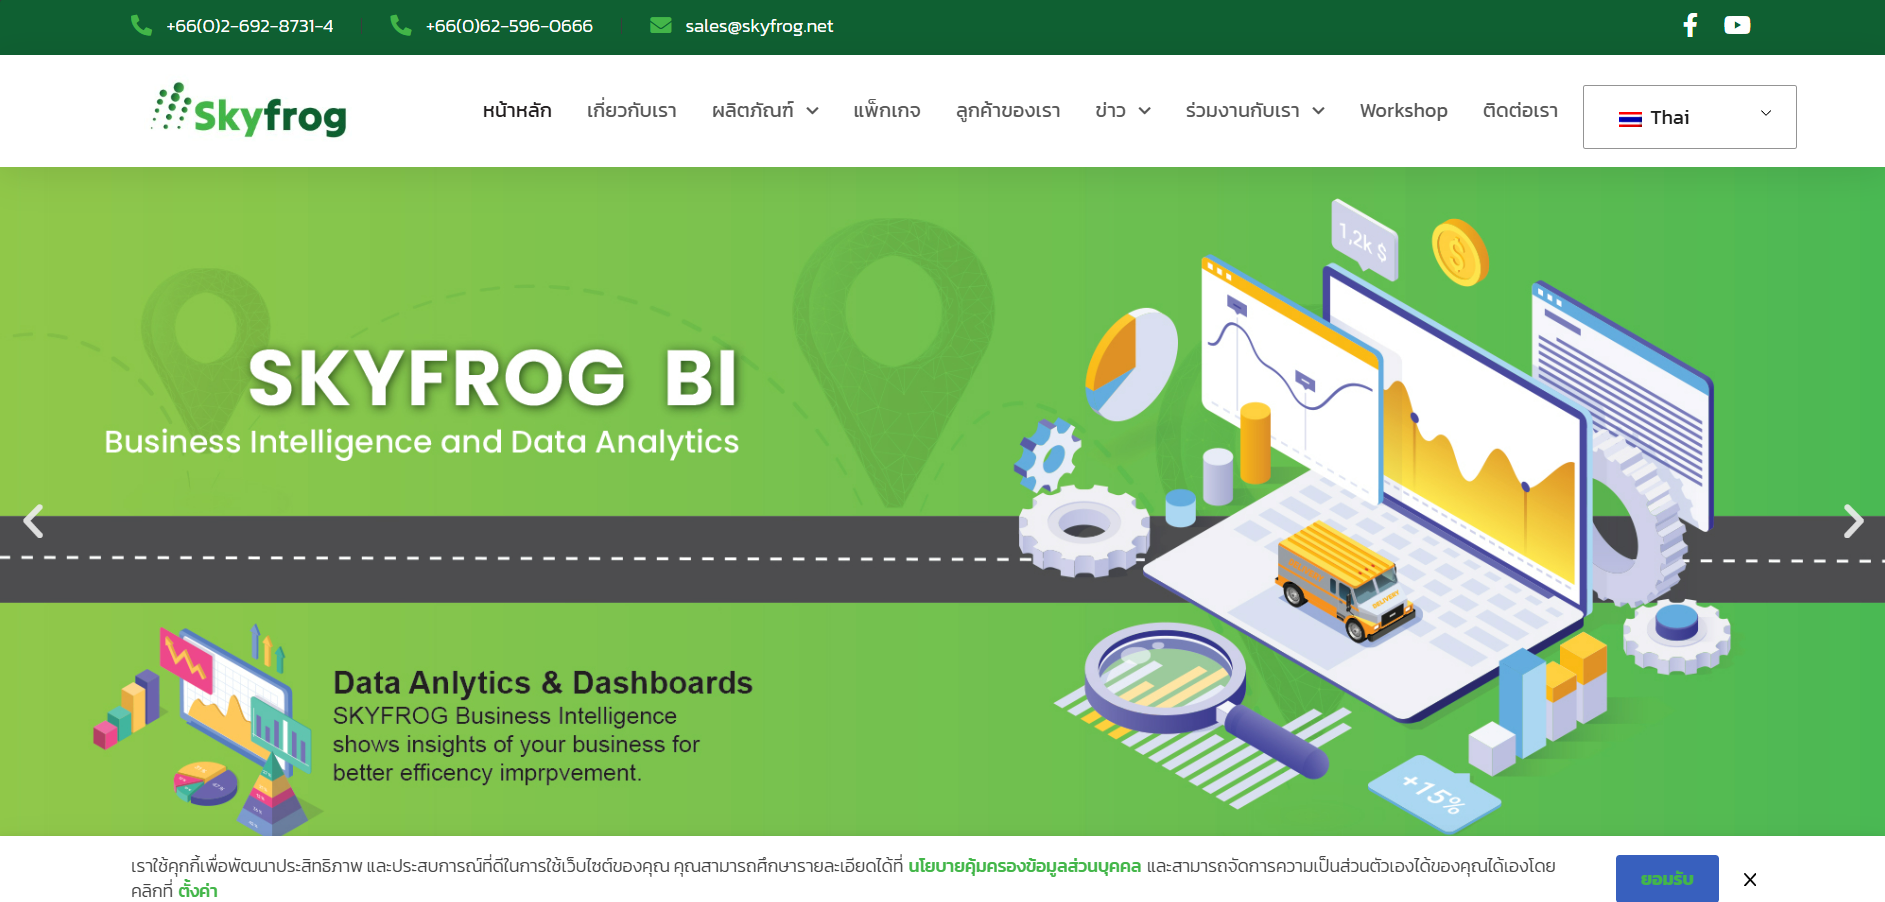 +66(0)2-692-8731-4
+66(0)62-596-0666
sales@skyfrog.net
Skyfrog
หน้าหลัก
เกี่ยวกับเรา
ผลิตภัณฑ์
แพ็กเกจ
ลูกค้าของเรา
ข่าว
ร่วมงานกับเรา
Workshop
ติดต่อเรา
Thai
1,2k $
SKYFROG BI
Business Intelligence and Data Analytics
DELIVERY
Data Anlytics & Dashboards
SKYFROG Business Intelligence
shows insights of your business for
better efficency imprpvement.
+15%
เราใช้คุกกี้เพื่อพัฒนาประสิทธิภาพ และประสบการณ์ที่ดีในการใช้เว็บไซต์ของคุณ คุณสามารถศึกษารายละเอียดได้ที่ นโยบายคุ้มครองข้อมูลส่วนบุคคล และสามารถจัดการความเป็นส่วนตัวเองได้ของคุณได้เองโดย
คลิกที่ ตั้งค่า
ยอมรับ